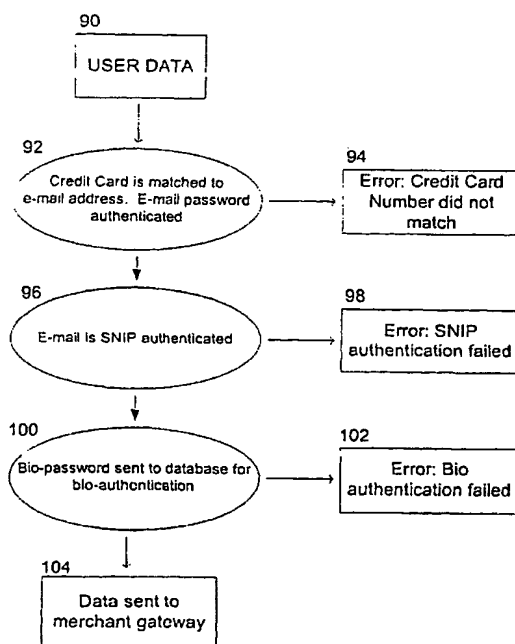 90
USER DATA
92
Credit Card is matched to
e-mail address. E-mail password
authenticated
94
Error: Credit Card
Number did not
match
96
E-mail is SNIP authenticated
98
Error: SNIP
authentication failed
100
Bio-password sent to database for
bio-authentication
102
Error: Bio
authentication failed
104
Data sent to
merchant gateway